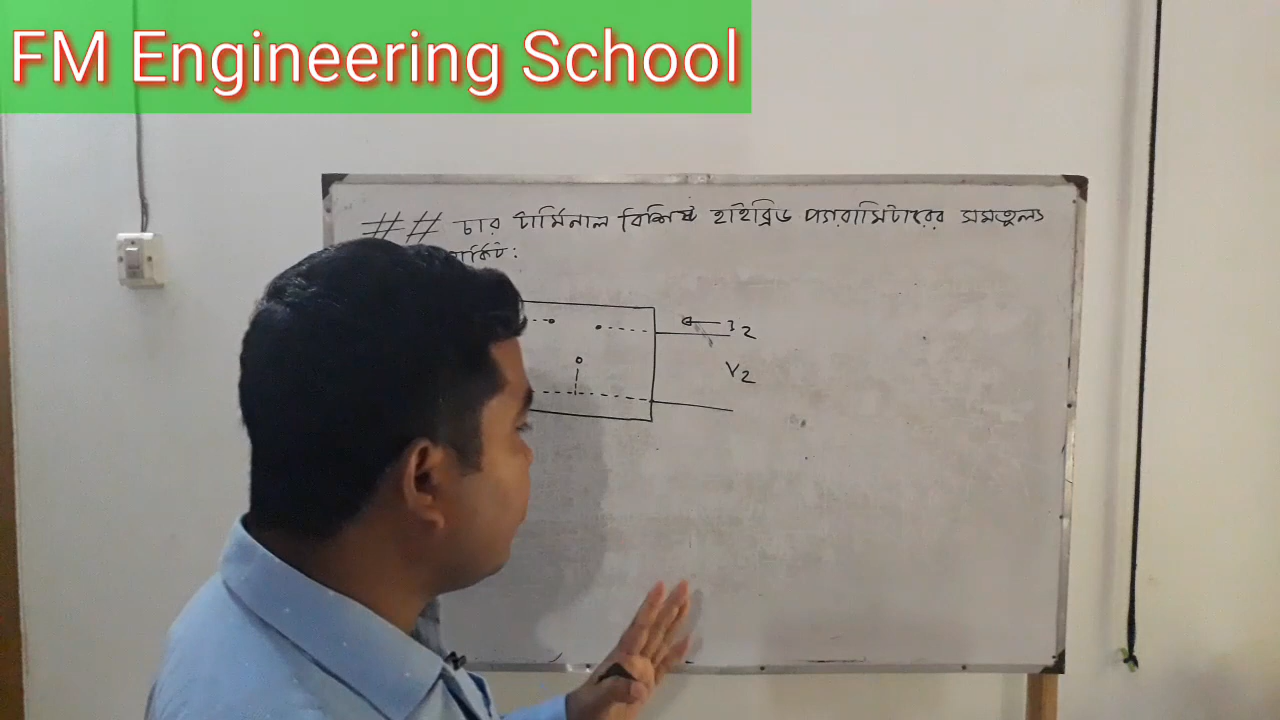 FM Engineering School
## চার টার্মিনাল বিশিষ্ট হাইব্রিড প্যারামিটারের সমতুল্য
I2
V2